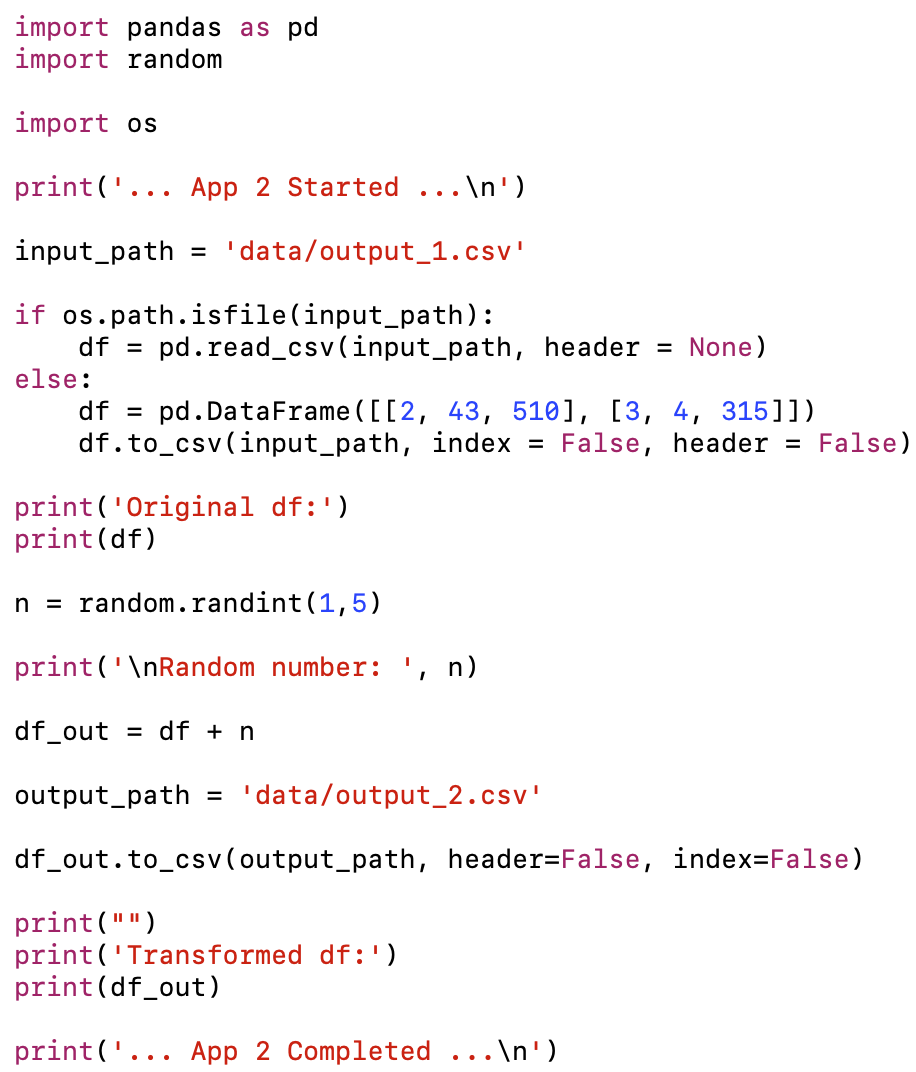 import pandas as pd
import random

import os

print('... App 2 Started ...\n')

input_path = 'data/output_1.csv'

if os.path.isfile(input_path):
    df = pd.read_csv(input_path, header = None)
else:
    df = pd.DataFrame([[2, 43, 510], [3, 4, 315]])
    df.to_csv(input_path, index = False, header = False)

print('Original df:')
print(df)

n = random.randint(1,5)

print('\nRandom number: ', n)

df_out = df + n

output_path = 'data/output_2.csv'

df_out.to_csv(output_path, header=False, index=False)

print("")
print('Transformed df:')
print(df_out)

print('... App 2 Completed ...\n')